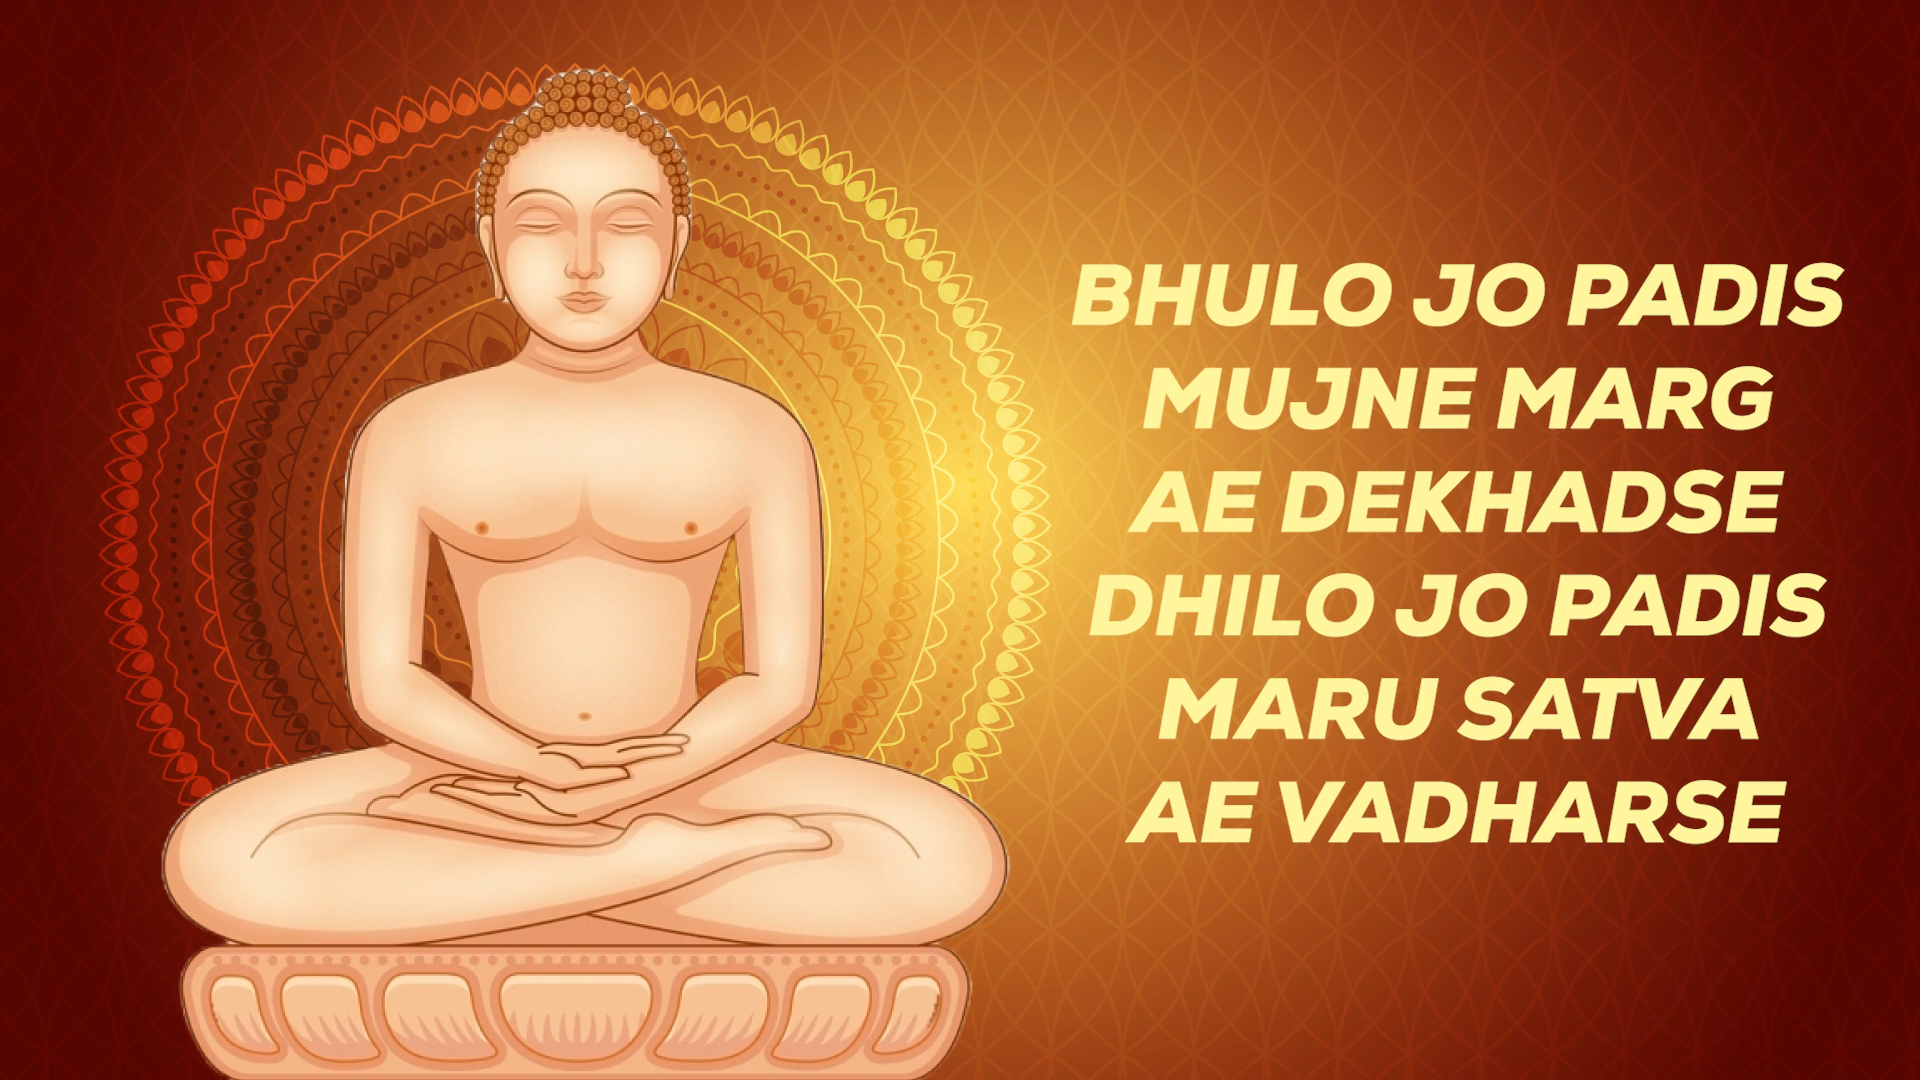 BHULO JO PADIS
MUJNE MARG
AE DEKHADSE
DHILO JO PADIS
MARU SATVA
AE VADHARSE